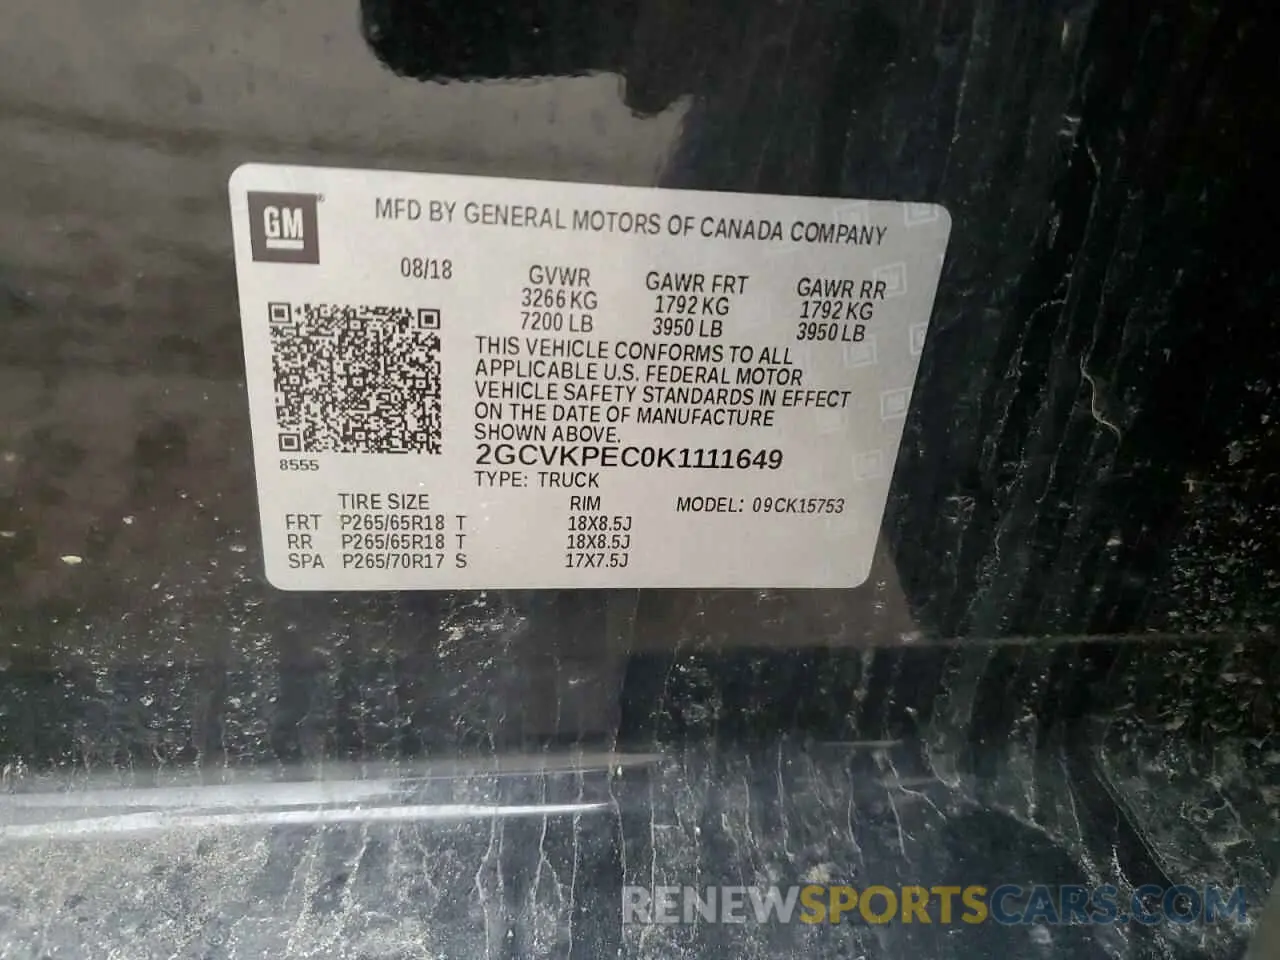 GM
MFD BY GENERAL MOTORS OF CANADA COMPANY
08/18
GVWR GAWR FRT GAWR RR
3266 KG 1792 KG 1792 KG
7200 LB 3950 LB 3950 LB
THIS VEHICLE CONFORMS TO ALL
APPLICABLE U.S. FEDERAL MOTOR
VEHICLE SAFETY STANDARDS IN EFFECT
ON THE DATE OF MANUFACTURE
SHOWN ABOVE.
8555
2GCVKPEC0K1111649
TYPE: TRUCK
TIRE SIZE RIM MODEL: 09CK15753
FRT P265/65R18 T 18X8.5J
RR P265/65R18 T 18X8.5J
SPA P265/70R17 S 17X7.5J
RENEWSPORTSCARS.COM